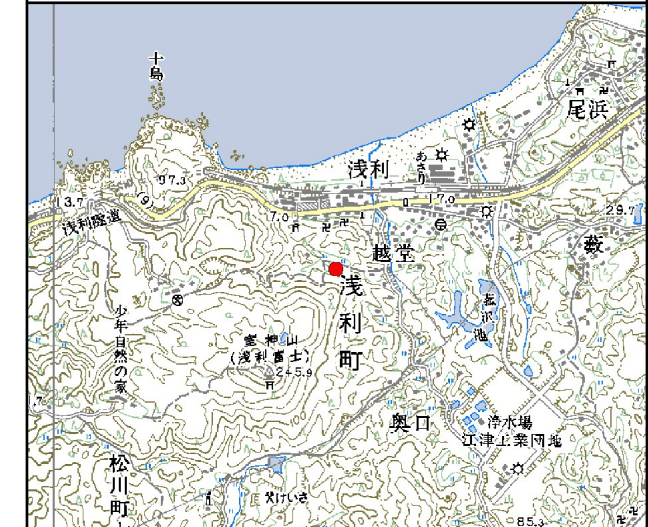 十島
尾浜
浅利
あさり
97.3
3.7
(9)
7.0
17.0
29.7
浅利隧道
越堂
藪
浅利町
少年自然の家
室神山
(浅利富士)
245.9
奥口
浄水場
江津工業団地
松川町
85.3